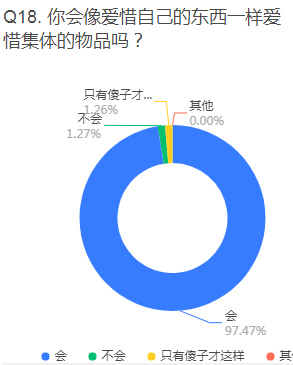 Q18. 你会像爱惜自己的东西一样爱
惜集体的物品吗？
只有傻子才...
1.26%
其他
0.00%
不会
1.27%
会
97.47%
会
不会
只有傻子才这样
其